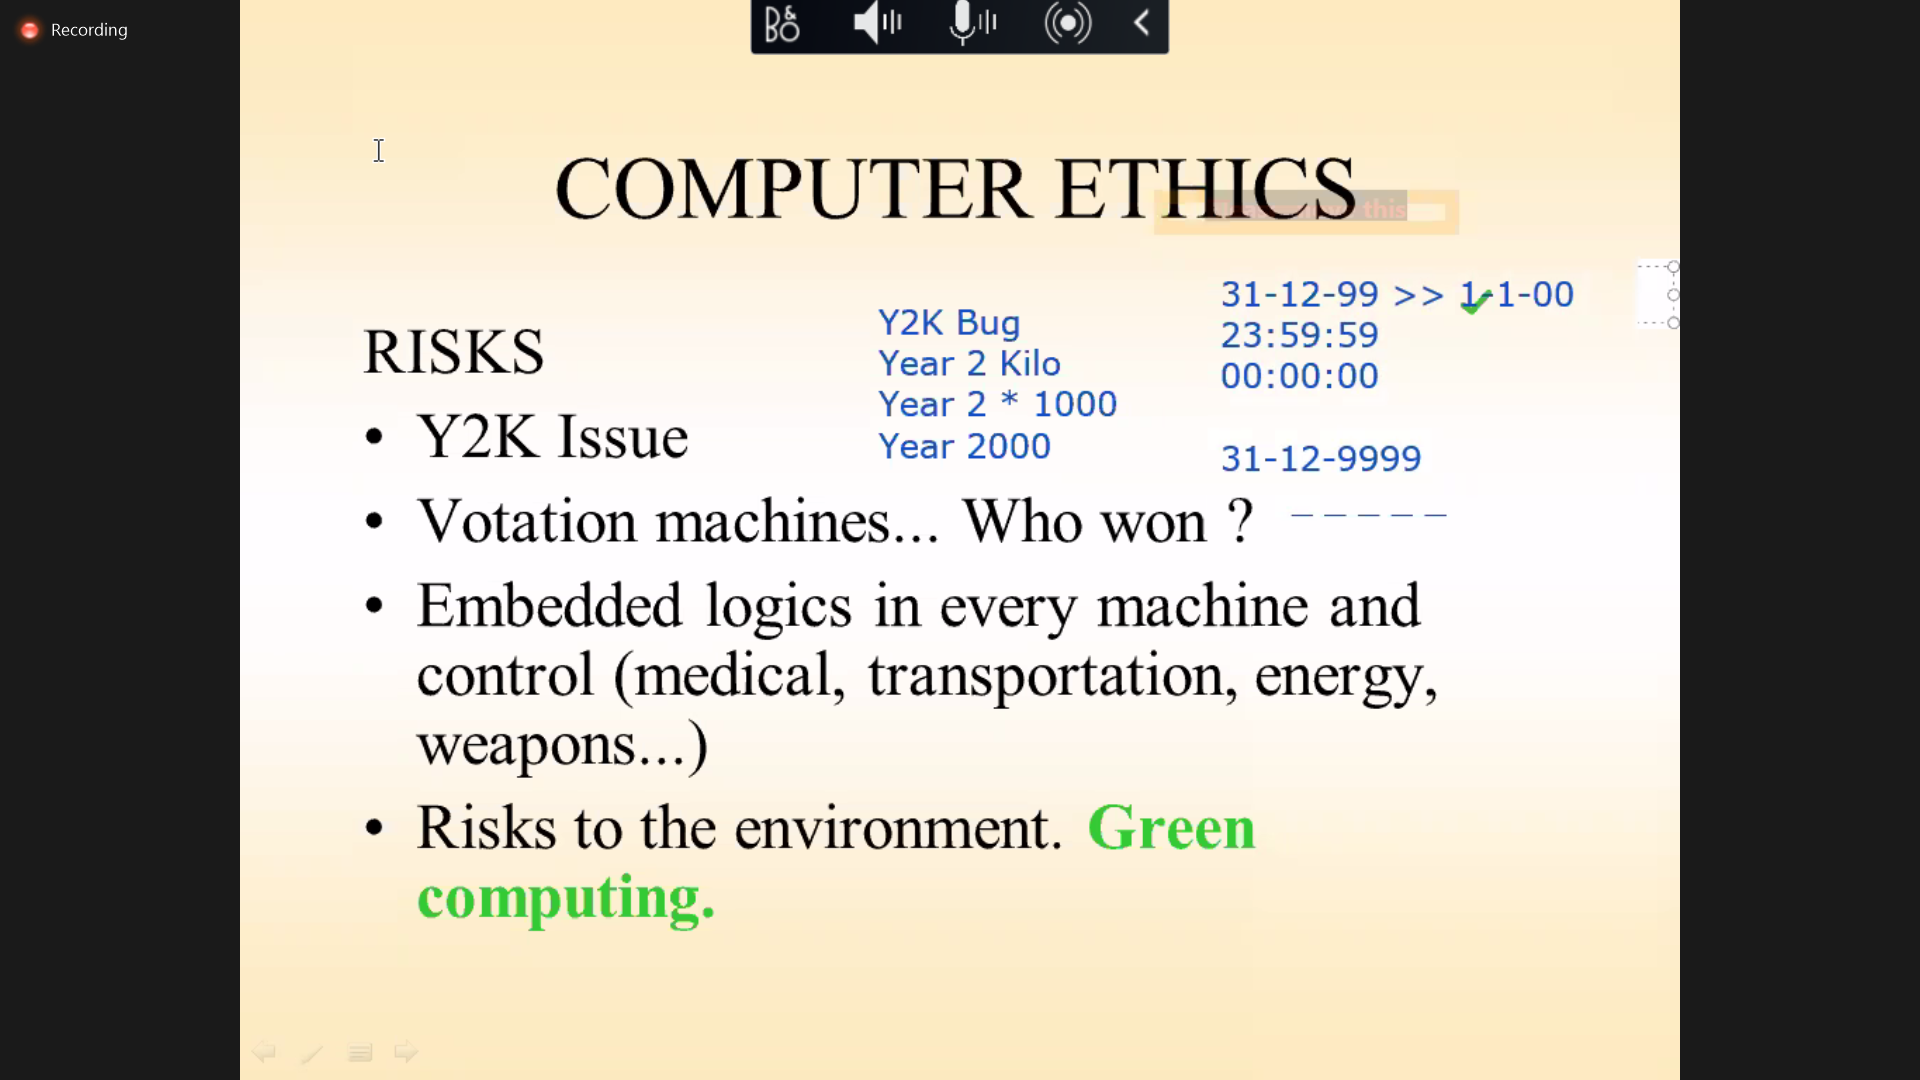 Recording
B&O
COMPUTER ETHICS
this
31-12-99 >> 1-1-00
23:59:59
00:00:00
31-12-9999
Y2K Bug
Year 2 Kilo
Year 2 * 1000
Year 2000
RISKS
• Y2K Issue
• Votation machines... Who won ? _ _ _ _ _
• Embedded logics in every machine and
control (medical, transportation, energy,
weapons...)
• Risks to the environment. Green
computing.